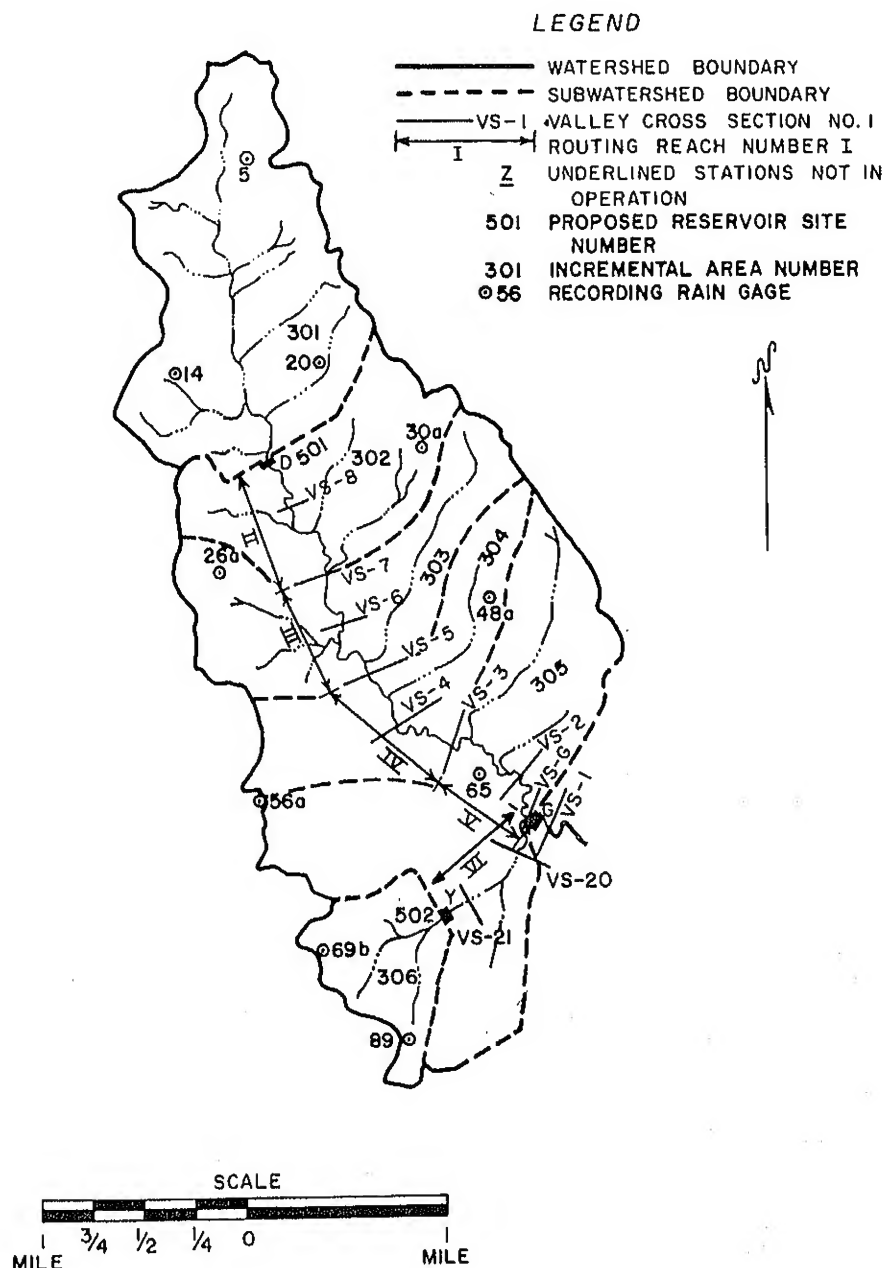 LEGEND
WATERSHED BOUNDARY
SUBWATERSHED BOUNDARY
VS-1 VALLEY CROSS SECTION NO. 1
I ROUTING REACH NUMBER I
Z UNDERLINED STATIONS NOT IN
OPERATION
501 PROPOSED RESERVOIR SITE
NUMBER
301 INCREMENTAL AREA NUMBER
56 RECORDING RAIN GAGE
N
5
301
20
14
30a
D 501
302
VS-8
II
26a
VS-7
303
304
VS-6
48a
III
VS-5
VS-4
VS-3
305
VS-2
IV
65
VS-G
VS-1
56a
V
G
VI
VS-20
Y
502
VS-21
69b
306
89
SCALE
1 3/4 1/2 1/4 0 1
MILE MILE